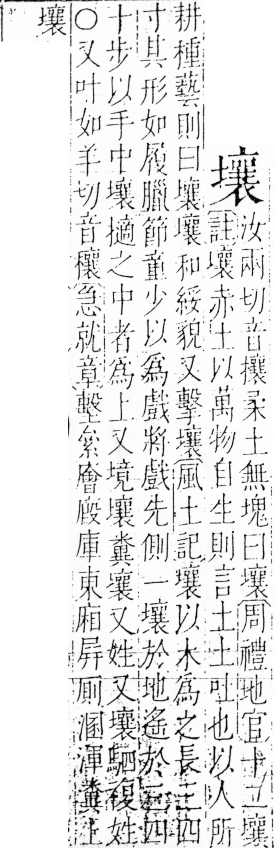 壤
汝兩切音攘柔土無塊曰壤周禮地官十二壤
註壤赤土以萬物自生則言土土吐也以人所
耕種藝則曰壤壤和緩貌又擊壤風土記壤以木爲之長三四
寸其形如履臘節童少以爲戲將戲先側一壤於地遙於三四
十步以手中壤擿之中者爲上又境壤糞壤又姓又壤駟複姓
○又叶如羊切音穰急就章墼絫廥廄庫東廂屏厠溷渾糞土
壤